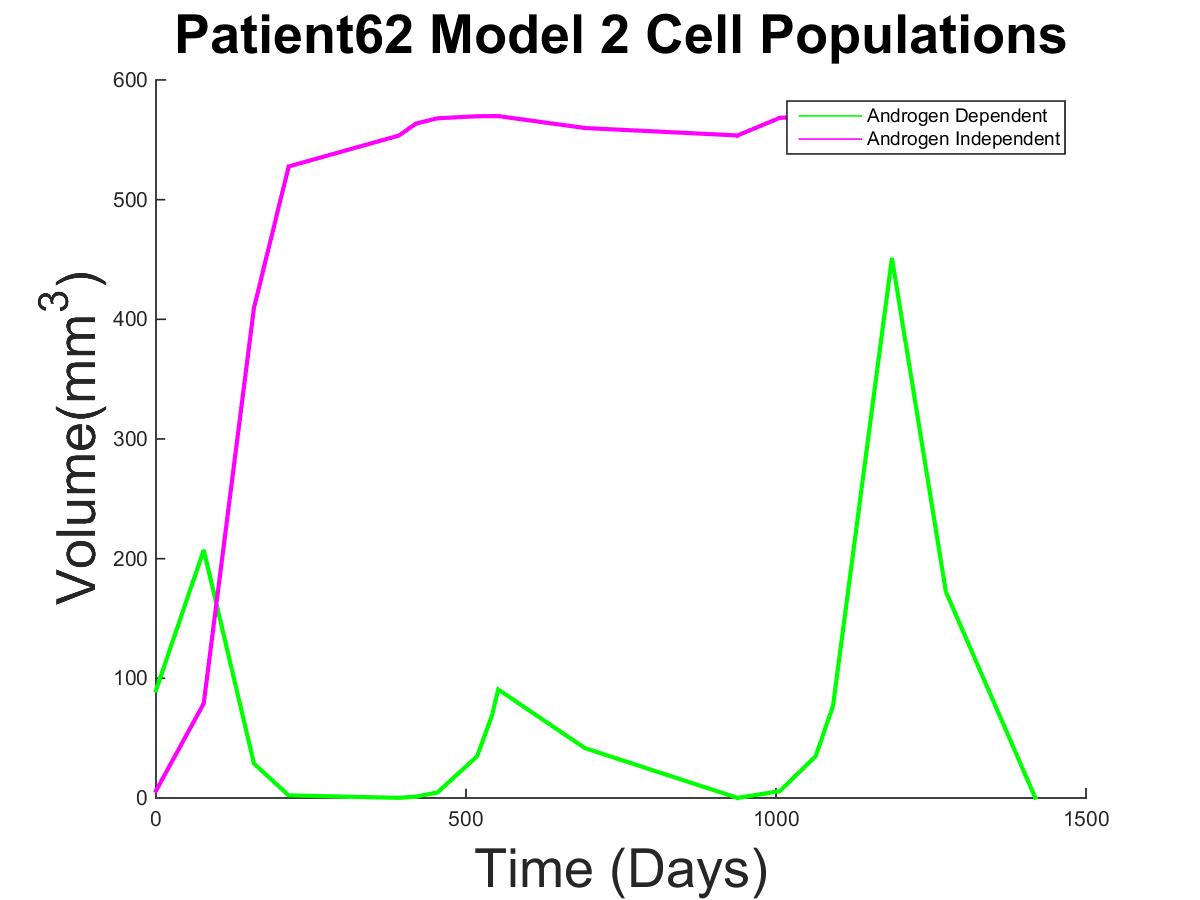 Patient62 Model 2 Cell Populations
600
500
400
300
200
100
0
Volume(mm³)
Androgen Dependent
Androgen Independent
0 500 1000 1500
Time (Days)